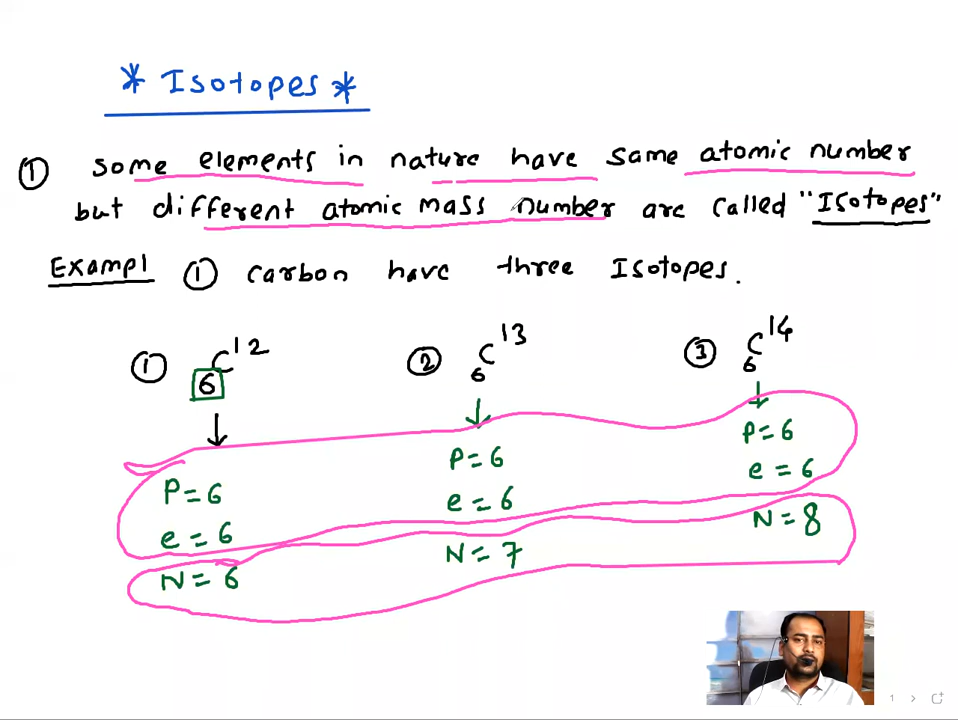 * Isotopes *
① Some elements in nature have same atomic number
but different atomic mass number are called "Isotopes"
Exampl ① carbon have three Isotopes.
① 6C12 ② 6C13 ③ 6C14
P=6 P=6 P=6
e=6 e=6 e=6
N=6 N=7 N=8
1